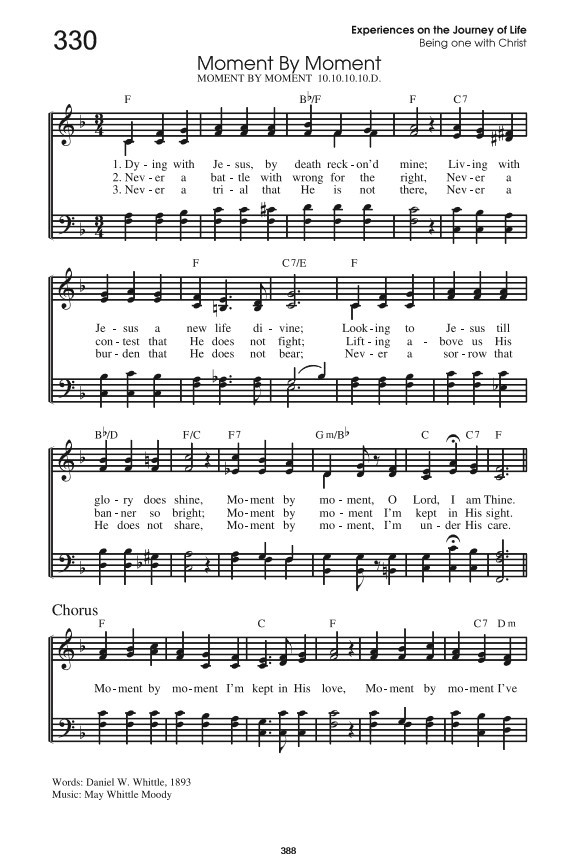 330
Experiences on the Journey of Life
Being one with Christ
Moment By Moment
MOMENT BY MOMENT 10.10.10.10.D.
F B♭/F F C7
1. Dy - ing with Je - sus, by death reck - on'd mine; Liv - ing with
2. Nev - er a bat - tle with wrong for the right, Nev - er a
3. Nev - er a tri - al that He is not there, Nev - er a
F C7/E F
Je - sus a new life di - vine; Look - ing to Je - sus till
con - test that He does not fight; Lift - ing a - bove us His
bur - den that He does not bear; Nev - er a sor - row that
B♭/D F/C F7 Gm/B♭ C C7 F
glo - ry does shine, Mo - ment by mo - ment, O Lord, I am Thine.
ban - ner so bright; Mo - ment by mo - ment I'm kept in His sight.
He does not share, Mo - ment by mo - ment, I'm un - der His care.
Chorus
F C F C7 Dm
Mo - ment by mo - ment I'm kept in His love, Mo - ment by mo - ment I've
Words: Daniel W. Whittle, 1893
Music: May Whittle Moody
388